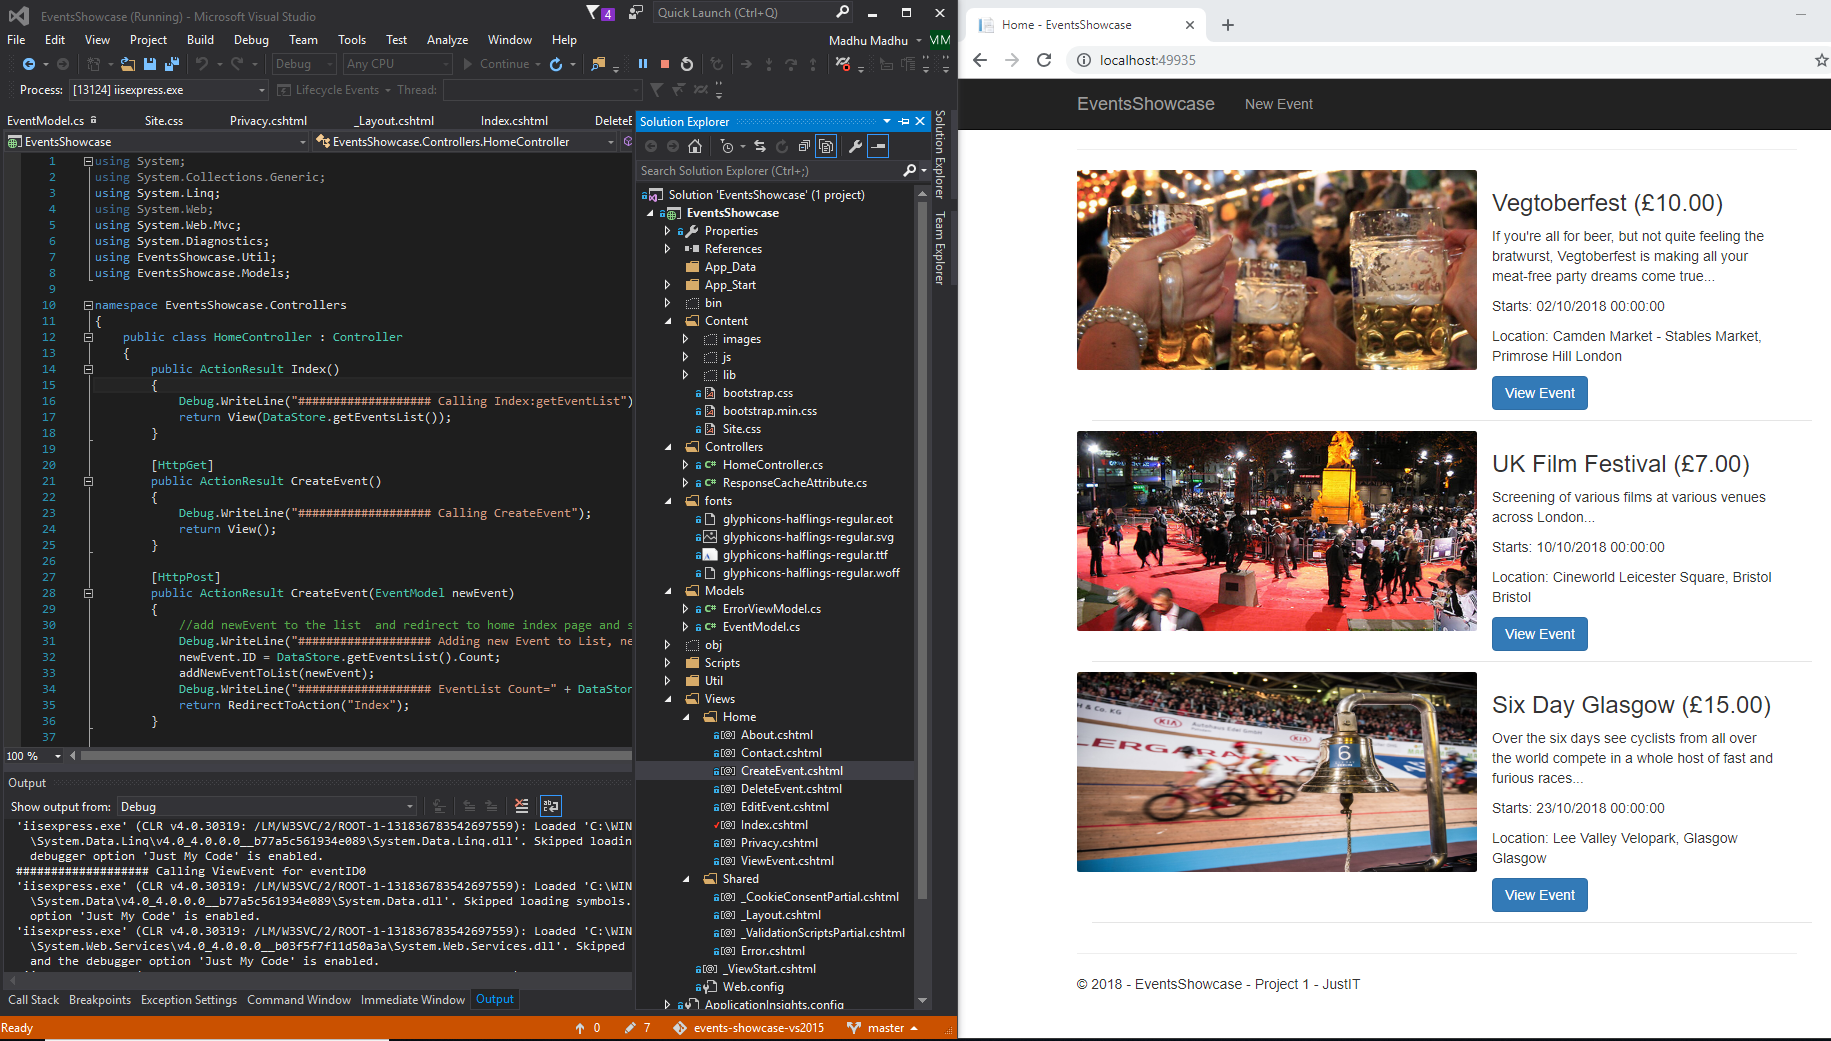 EventsShowcase (Running) - Microsoft Visual Studio
4
Quick Launch (Ctrl+Q)
File Edit View Project Build Debug Team Tools Test Analyze Window Help
Madhu Madhu MM
Debug Any CPU Continue
Process: [13124] iisexpress.exe Lifecycle Events Thread:
EventModel.cs Site.css Privacy.cshtml _Layout.cshtml Index.cshtml DeleteE
EventsShowcase EventsShowcase.Controllers.HomeController
1 using System;
2 using System.Collections.Generic;
3 using System.Linq;
4 using System.Web;
5 using System.Web.Mvc;
6 using System.Diagnostics;
7 using EventsShowcase.Util;
8 using EventsShowcase.Models;
9
10 namespace EventsShowcase.Controllers
11 {
12 public class HomeController : Controller
13 {
14 public ActionResult Index()
15 {
16 Debug.WriteLine("################### Calling Index:getEventList")
17 return View(DataStore.getEventsList());
18 }
19
20 [HttpGet]
21 public ActionResult CreateEvent()
22 {
23 Debug.WriteLine("################### Calling CreateEvent");
24 return View();
25 }
26
27 [HttpPost]
28 public ActionResult CreateEvent(EventModel newEvent)
29 {
30 //add newEvent to the list  and redirect to home index page and s
31 Debug.WriteLine("################### Adding new Event to List, ne
32 newEvent.ID = DataStore.getEventsList().Count;
33 addNewEventToList(newEvent);
34 Debug.WriteLine("################### EventList Count=" + DataStor
35 return RedirectToAction("Index");
36 }
37
100 %
Output
Show output from: Debug
'iisexpress.exe' (CLR v4.0.30319: /LM/W3SVC/2/ROOT-1-131836783542697559): Loaded 'C:\WIN
\System.Data.Linq\v4.0_4.0.0.0__b77a5c561934e089\System.Data.Linq.dll'. Skipped loadin
debugger option 'Just My Code' is enabled.
################### Calling ViewEvent for eventID0
'iisexpress.exe' (CLR v4.0.30319: /LM/W3SVC/2/ROOT-1-131836783542697559): Loaded 'C:\WIN
\System.Data\v4.0_4.0.0.0__b77a5c561934e089\System.Data.dll'. Skipped loading symbols.
option 'Just My Code' is enabled.
'iisexpress.exe' (CLR v4.0.30319: /LM/W3SVC/2/ROOT-1-131836783542697559): Loaded 'C:\WIN
\System.Web.Services\v4.0_4.0.0.0__b03f5f7f11d50a3a\System.Web.Services.dll'. Skipped
and the debugger option 'Just My Code' is enabled.
Call Stack Breakpoints Exception Settings Command Window Immediate Window Output
Ready
0 7 events-showcase-vs2015 master
Solution Explorer
Search Solution Explorer (Ctrl+;)
Solution 'EventsShowcase' (1 project)
EventsShowcase
Properties
References
App_Data
App_Start
bin
Content
images
js
lib
bootstrap.css
bootstrap.min.css
Site.css
Controllers
C# HomeController.cs
C# ResponseCacheAttribute.cs
fonts
glyphicons-halflings-regular.eot
glyphicons-halflings-regular.svg
glyphicons-halflings-regular.ttf
glyphicons-halflings-regular.woff
Models
C# ErrorViewModel.cs
C# EventModel.cs
obj
Scripts
Util
Views
Home
About.cshtml
Contact.cshtml
CreateEvent.cshtml
DeleteEvent.cshtml
EditEvent.cshtml
Index.cshtml
Privacy.cshtml
ViewEvent.cshtml
Shared
_CookieConsentPartial.cshtml
_Layout.cshtml
_ValidationScriptsPartial.cshtml
Error.cshtml
_ViewStart.cshtml
Web.config
ApplicationInsights.config
Solution Explorer
Team Explorer
Home - EventsShowcase
localhost:49935
EventsShowcase New Event
Vegtoberfest (£10.00)
If you're all for beer, but not quite feeling the
bratwurst, Vegtoberfest is making all your
meat-free party dreams come true...
Starts: 02/10/2018 00:00:00
Location: Camden Market - Stables Market,
Primrose Hill London
View Event
UK Film Festival (£7.00)
Screening of various films at various venues
across London...
Starts: 10/10/2018 00:00:00
Location: Cineworld Leicester Square, Bristol
Bristol
View Event
& Co. KG
KIA
KIA
LERGARA
6
Six Day Glasgow (£15.00)
Over the six days see cyclists from all over
the world compete in a whole host of fast and
furious races...
Starts: 23/10/2018 00:00:00
Location: Lee Valley Velopark, Glasgow
Glasgow
View Event
© 2018 - EventsShowcase - Project 1 - JustIT